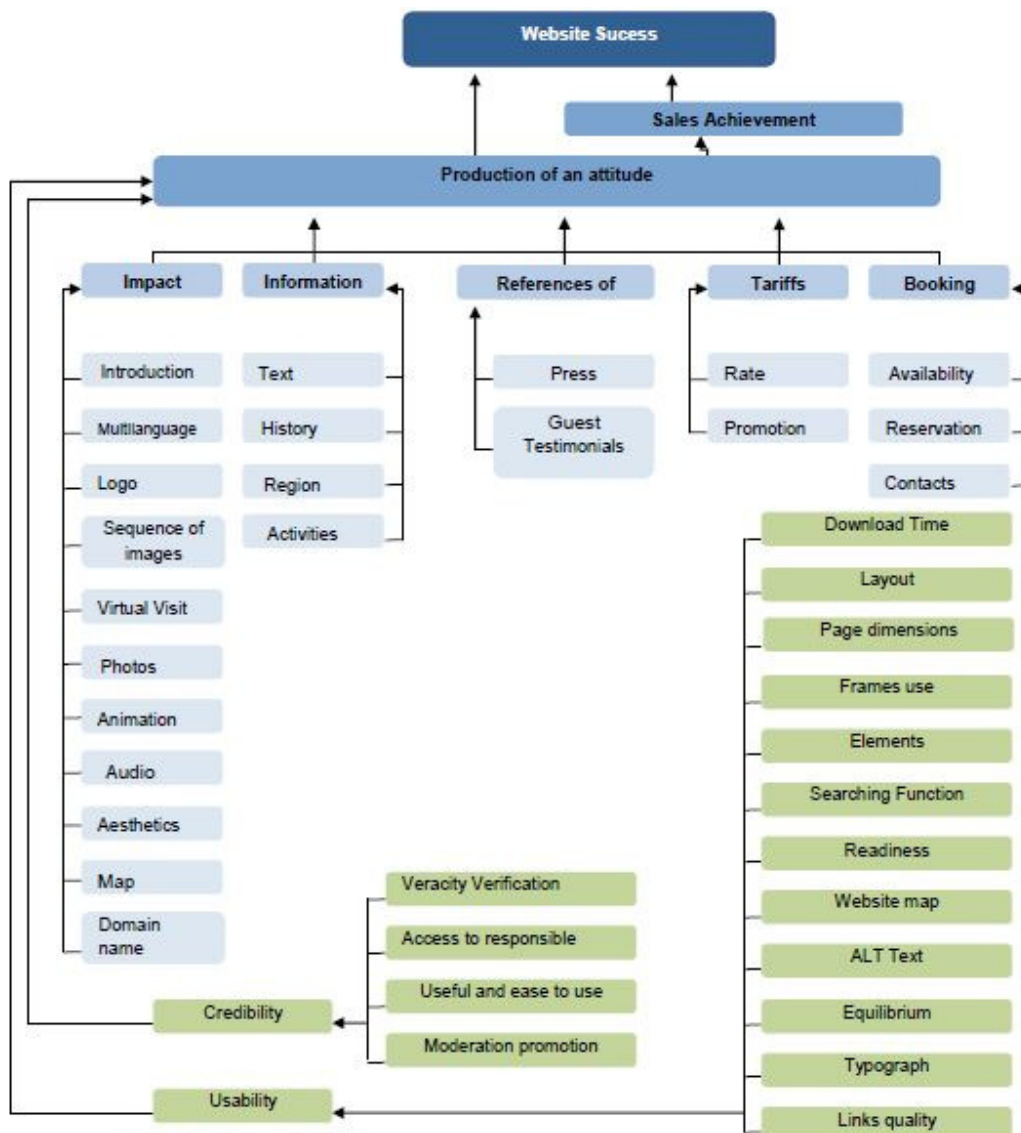 Website Sucess
Sales Achievement
Production of an attitude
Impact
Information
References of
Tariffs
Booking
Introduction
Multilanguage
Logo
Sequence of
images
Virtual Visit
Photos
Animation
Audio
Aesthetics
Map
Domain
name
Text
History
Region
Activities
Press
Guest
Testimonials
Rate
Promotion
Availability
Reservation
Contacts
Download Time
Layout
Page dimensions
Frames use
Elements
Searching Function
Readiness
Website map
ALT Text
Equilibrium
Typograph
Links quality
Veracity Verification
Access to responsible
Useful and ease to use
Moderation promotion
Credibility
Usability